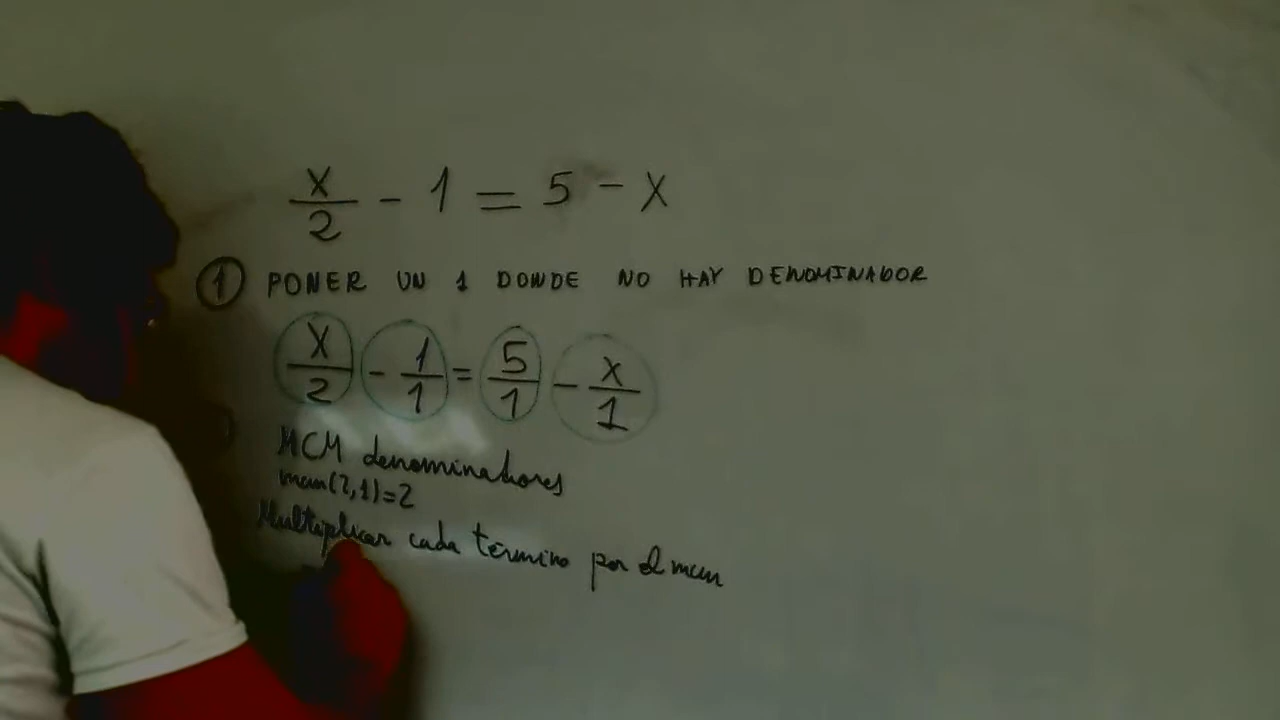 x/2 - 1 = 5 - x
① PONER UN 1 DONDE NO HAY DENOMINADOR
x/2 - 1/1 = 5/1 - x/1
MCM denominadores
mcm(2,1)=2
Multiplicar cada término por el mcm